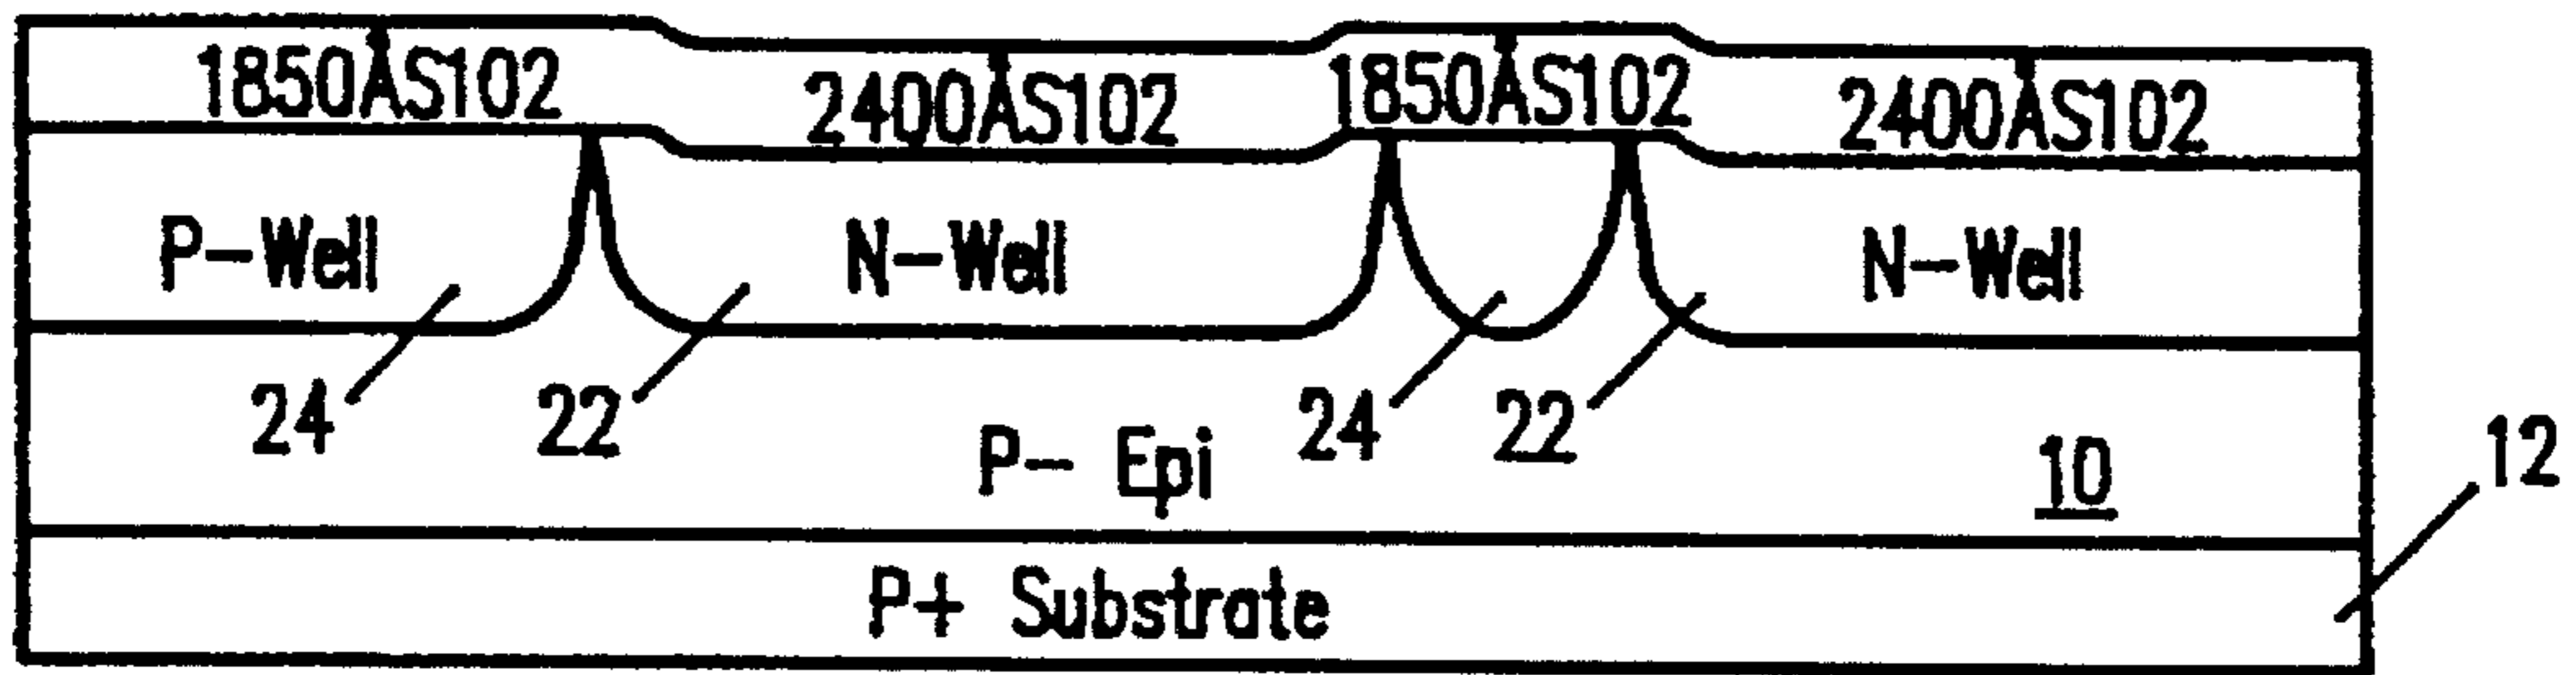 1850ÅS102 2400ÅS102 1850ÅS102 2400ÅS102
P-Well N-Well N-Well
24 22 24 22
P- Epi 10 12
P+ Substrate